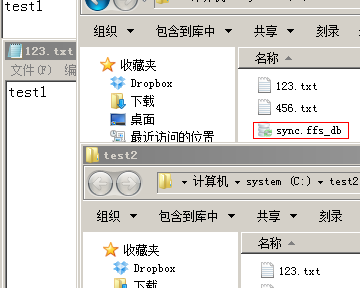 test1
123.txt
文件(F) 编
test1
组织 包含到库中 共享 刻录
收藏夹
Dropbox
下载
桌面
最近访问的位置
名称
123.txt
456.txt
sync.ffs_db
test2
计算机 system (C:) test2
组织 包含到库中 共享 刻录
收藏夹
Dropbox
下载
名称
123.txt